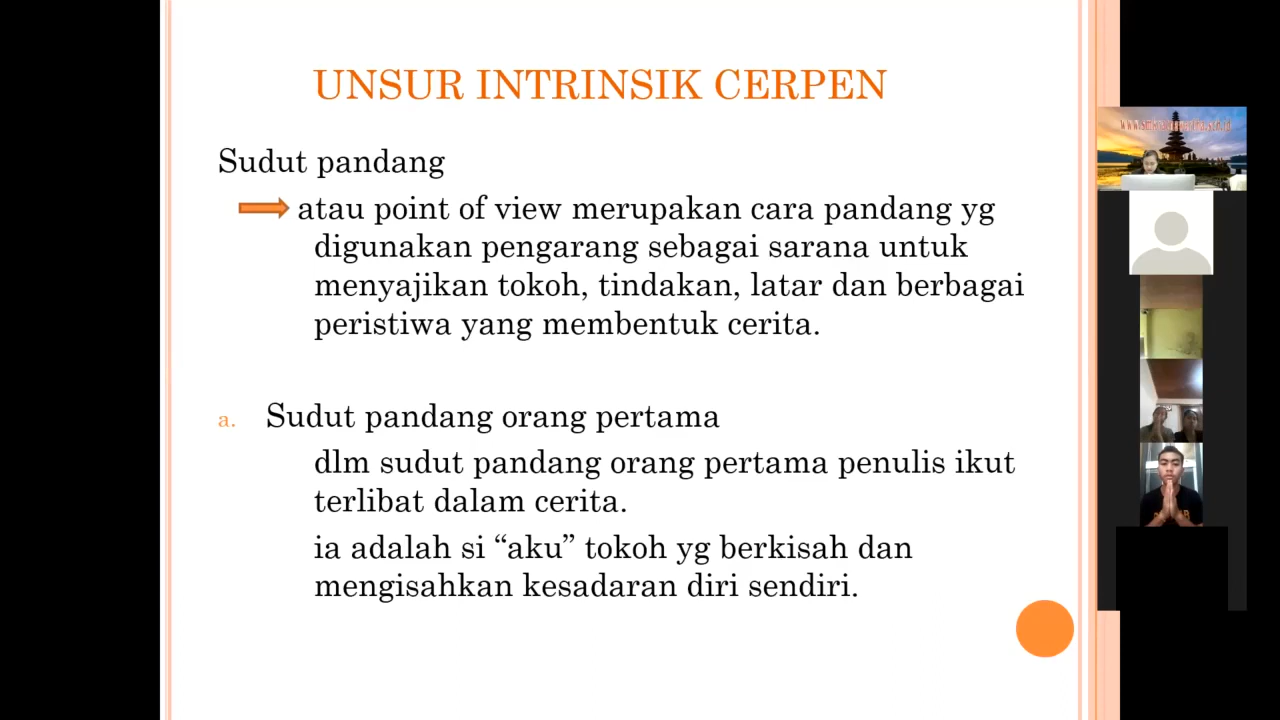 UNSUR INTRINSIK CERPEN
Sudut pandang
atau point of view merupakan cara pandang yg
digunakan pengarang sebagai sarana untuk
menyajikan tokoh, tindakan, latar dan berbagai
peristiwa yang membentuk cerita.
a. Sudut pandang orang pertama
dlm sudut pandang orang pertama penulis ikut
terlibat dalam cerita.
ia adalah si “aku” tokoh yg berkisah dan
mengisahkan kesadaran diri sendiri.